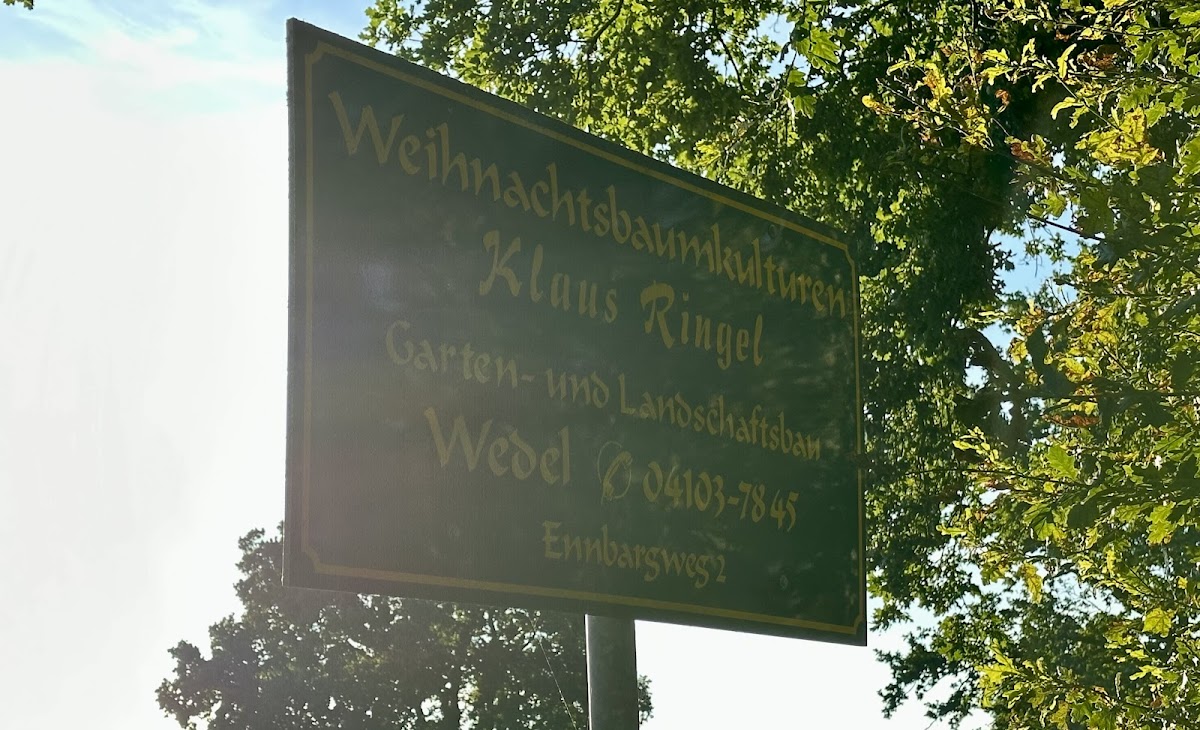 Weihnachtsbaumkulturen
Klaus Ringel
Garten- und Landschaftsbau
Wedel 04103-78 45
Ennbargweg 2